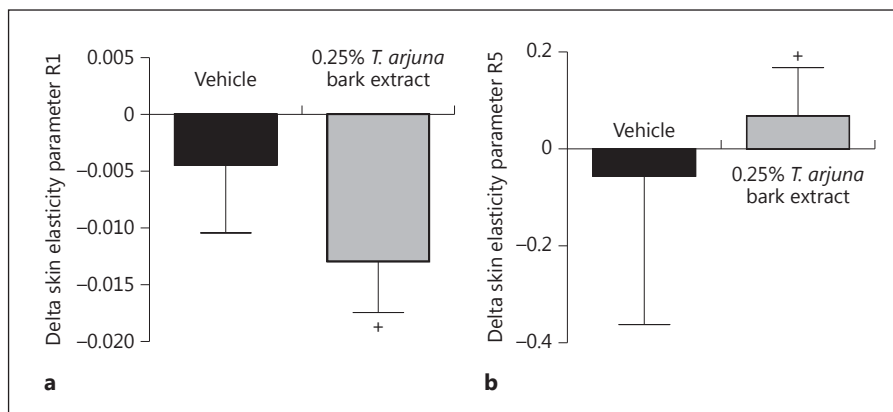 Delta skin elasticity parameter R1
0.005
0
–0.005
–0.010
–0.015
–0.020
Vehicle
0.25% T. arjuna
bark extract
+
a
Delta skin elasticity parameter R5
0.2
0
–0.2
–0.4
Vehicle
+
0.25% T. arjuna
bark extract
b